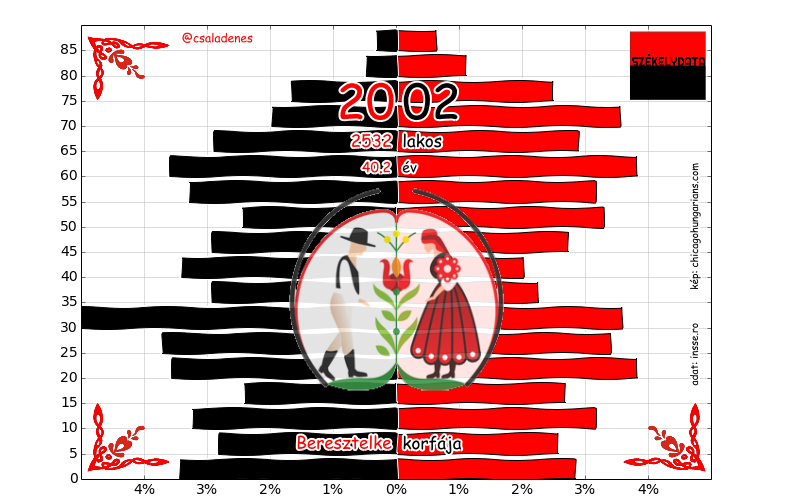 @csaladenes
SZÉKELYDATA
2002
2532 lakos
40.2 év
kép: chicagohungarians.com
adat: insse.ro
Beresztelke korfája
85
80
75
70
65
60
55
50
45
40
35
30
25
20
15
10
5
0
4% 3% 2% 1% 0% 1% 2% 3% 4%